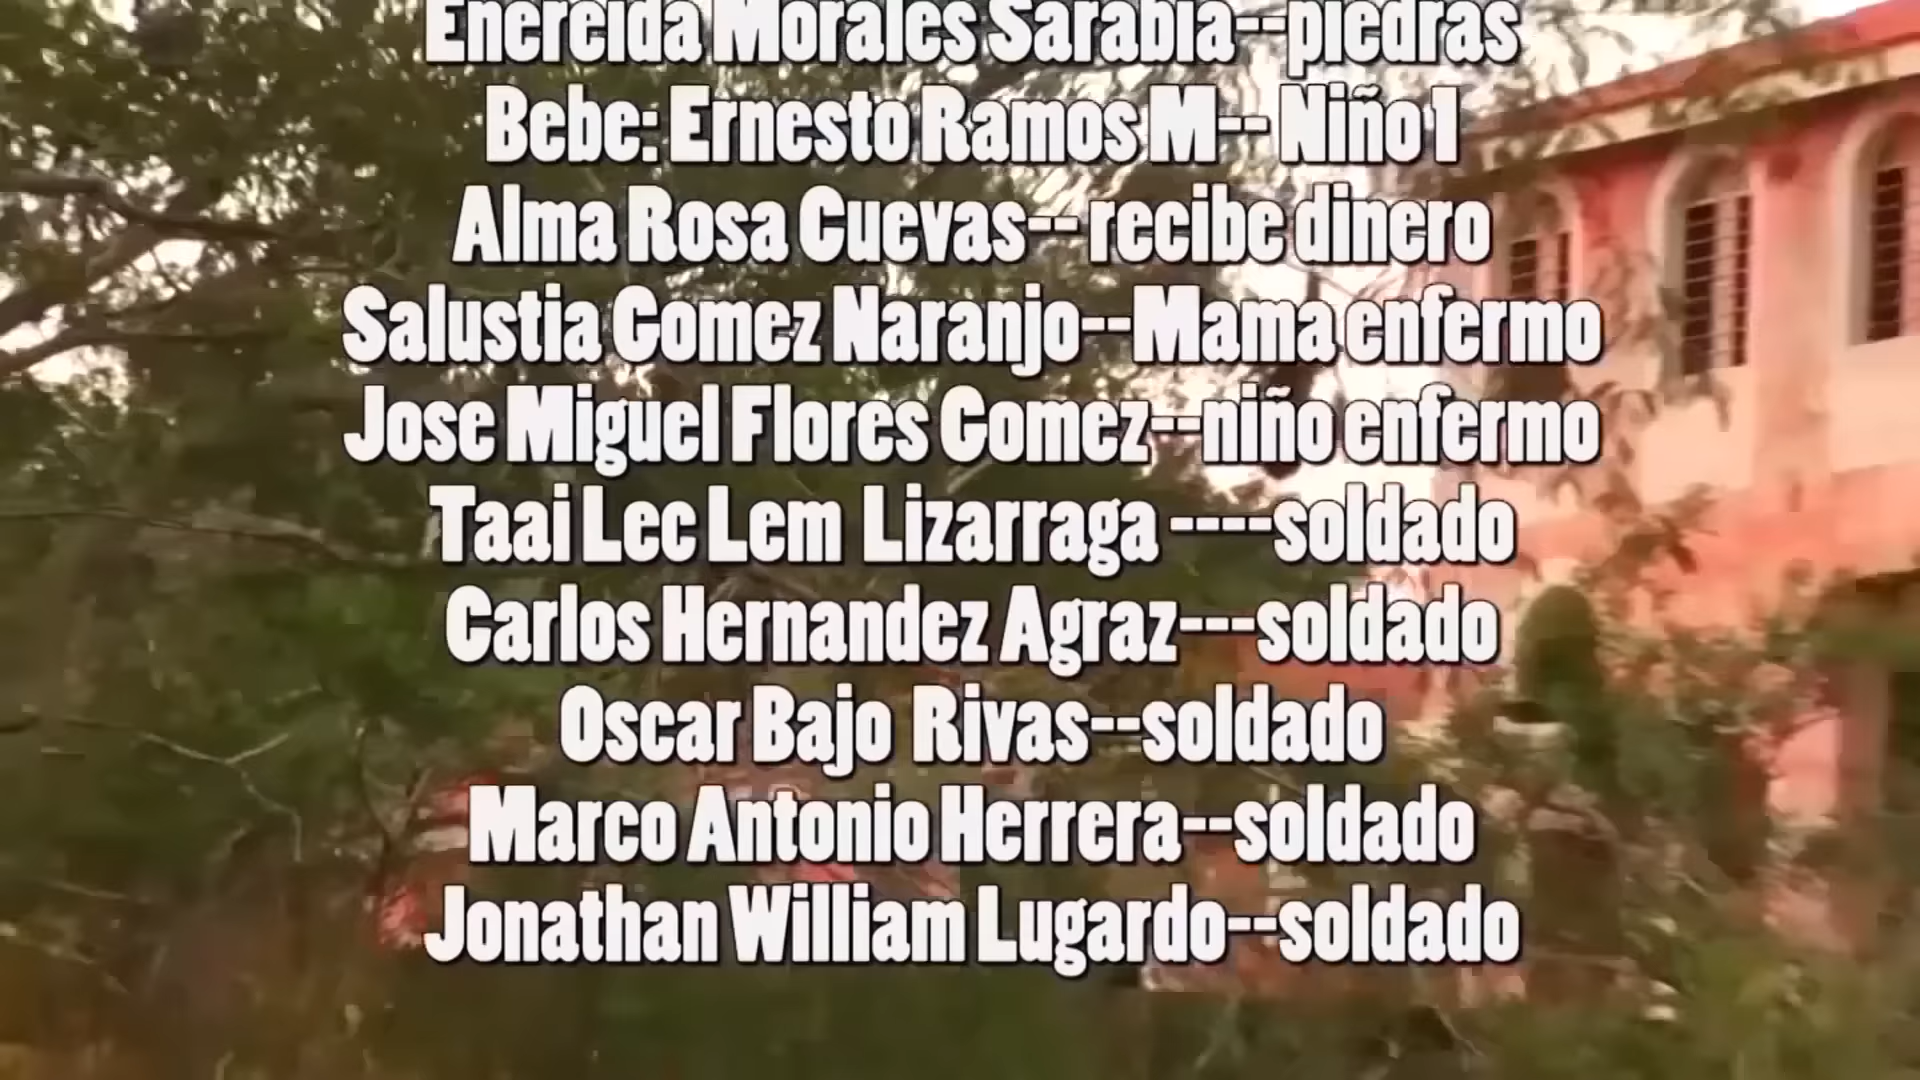 Enereida Morales Sarabia--piedras
Bebe: Ernesto Ramos M-- Niño 1
Alma Rosa Cuevas-- recibe dinero
Salustia Gomez Naranjo--Mama enfermo
Jose Miguel Flores Gomez--niño enfermo
Taai Lec Lem Lizarraga ----soldado
Carlos Hernandez Agraz---soldado
Oscar Bajo Rivas--soldado
Marco Antonio Herrera--soldado
Jonathan William Lugardo--soldado